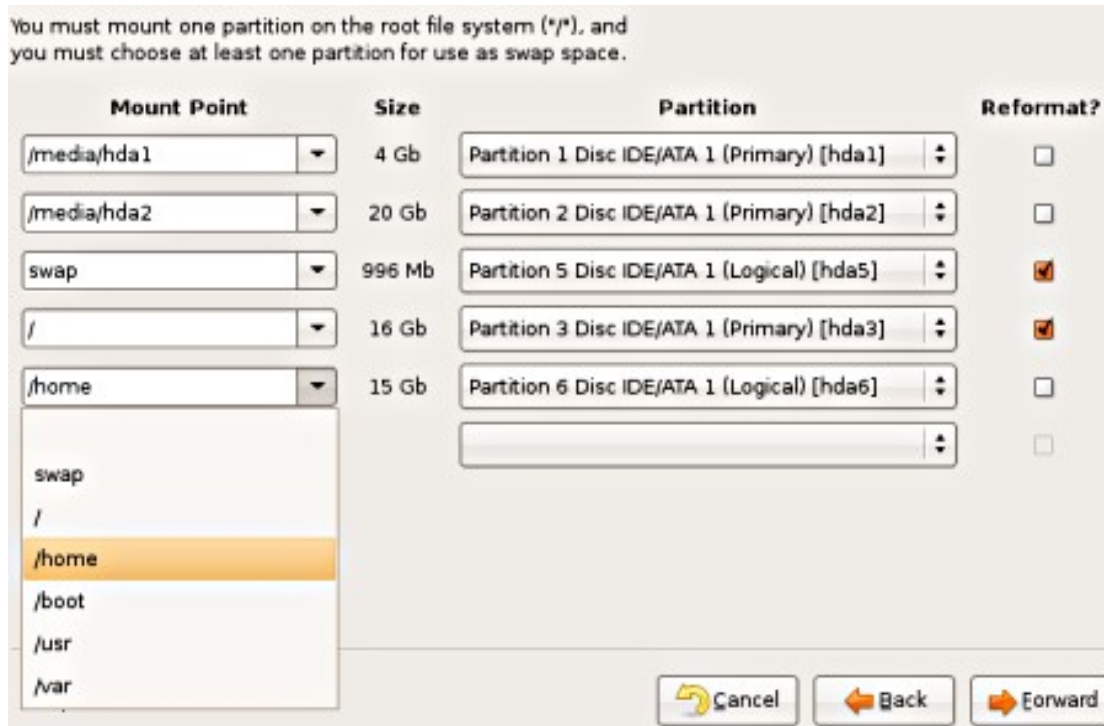 You must mount one partition on the root file system ("/"), and
you must choose at least one partition for use as swap space.
Mount Point Size Partition Reformat?
/media/hda1 4 Gb Partition 1 Disc IDE/ATA 1 (Primary) [hda1]
/media/hda2 20 Gb Partition 2 Disc IDE/ATA 1 (Primary) [hda2]
swap 996 Mb Partition 5 Disc IDE/ATA 1 (Logical) [hda5]
/ 16 Gb Partition 3 Disc IDE/ATA 1 (Primary) [hda3]
/home 15 Gb Partition 6 Disc IDE/ATA 1 (Logical) [hda6]
swap
/
/home
/boot
/usr
/var
Cancel Back Forward